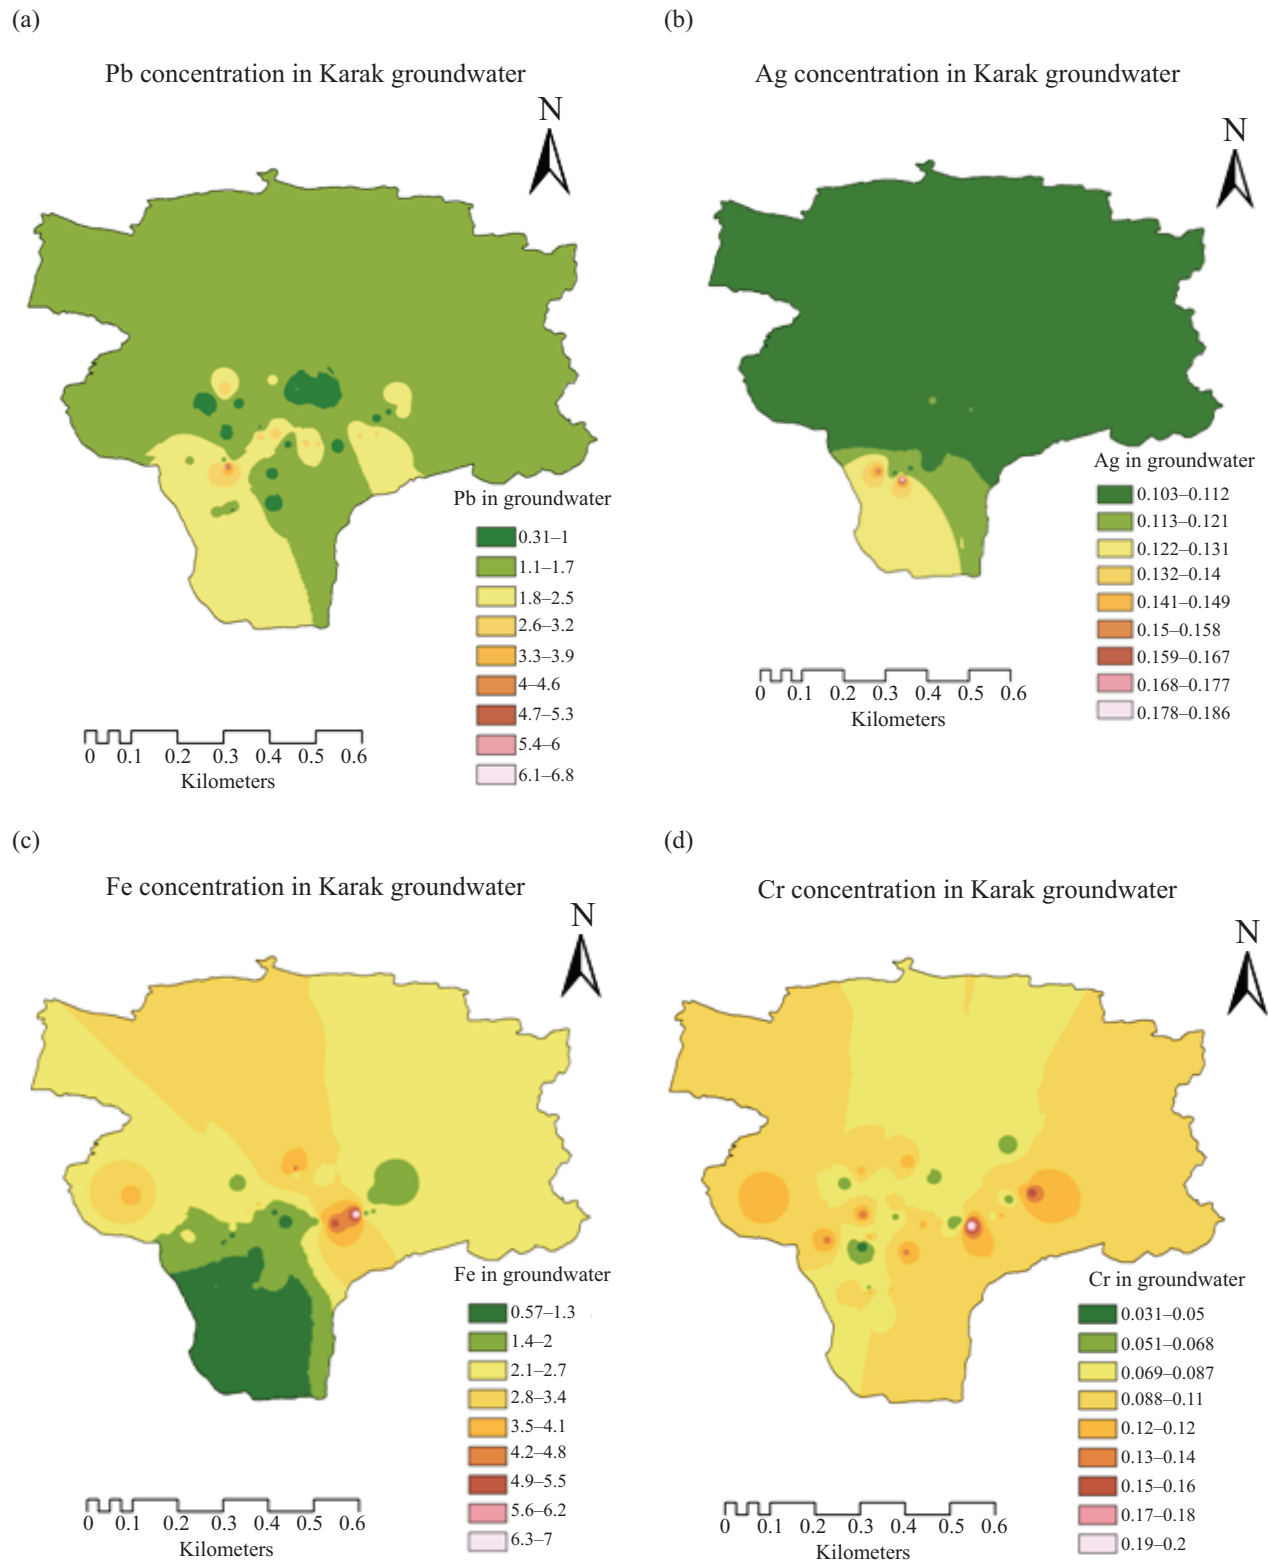 (a)
Pb concentration in Karak groundwater
N
Pb in groundwater
0.31–1
1.1–1.7
1.8–2.5
2.6–3.2
3.3–3.9
4–4.6
4.7–5.3
5.4–6
6.1–6.8
0 0.1 0.2 0.3 0.4 0.5 0.6
Kilometers
(b)
Ag concentration in Karak groundwater
N
Ag in groundwater
0.103–0.112
0.113–0.121
0.122–0.131
0.132–0.14
0.141–0.149
0.15–0.158
0.159–0.167
0.168–0.177
0.178–0.186
0 0.1 0.2 0.3 0.4 0.5 0.6
Kilometers
(c)
Fe concentration in Karak groundwater
N
Fe in groundwater
0.57–1.3
1.4–2
2.1–2.7
2.8–3.4
3.5–4.1
4.2–4.8
4.9–5.5
5.6–6.2
6.3–7
0 0.1 0.2 0.3 0.4 0.5 0.6
Kilometers
(d)
Cr concentration in Karak groundwater
N
Cr in groundwater
0.031–0.05
0.051–0.068
0.069–0.087
0.088–0.11
0.12–0.12
0.13–0.14
0.15–0.16
0.17–0.18
0.19–0.2
0 0.1 0.2 0.3 0.4 0.5 0.6
Kilometers